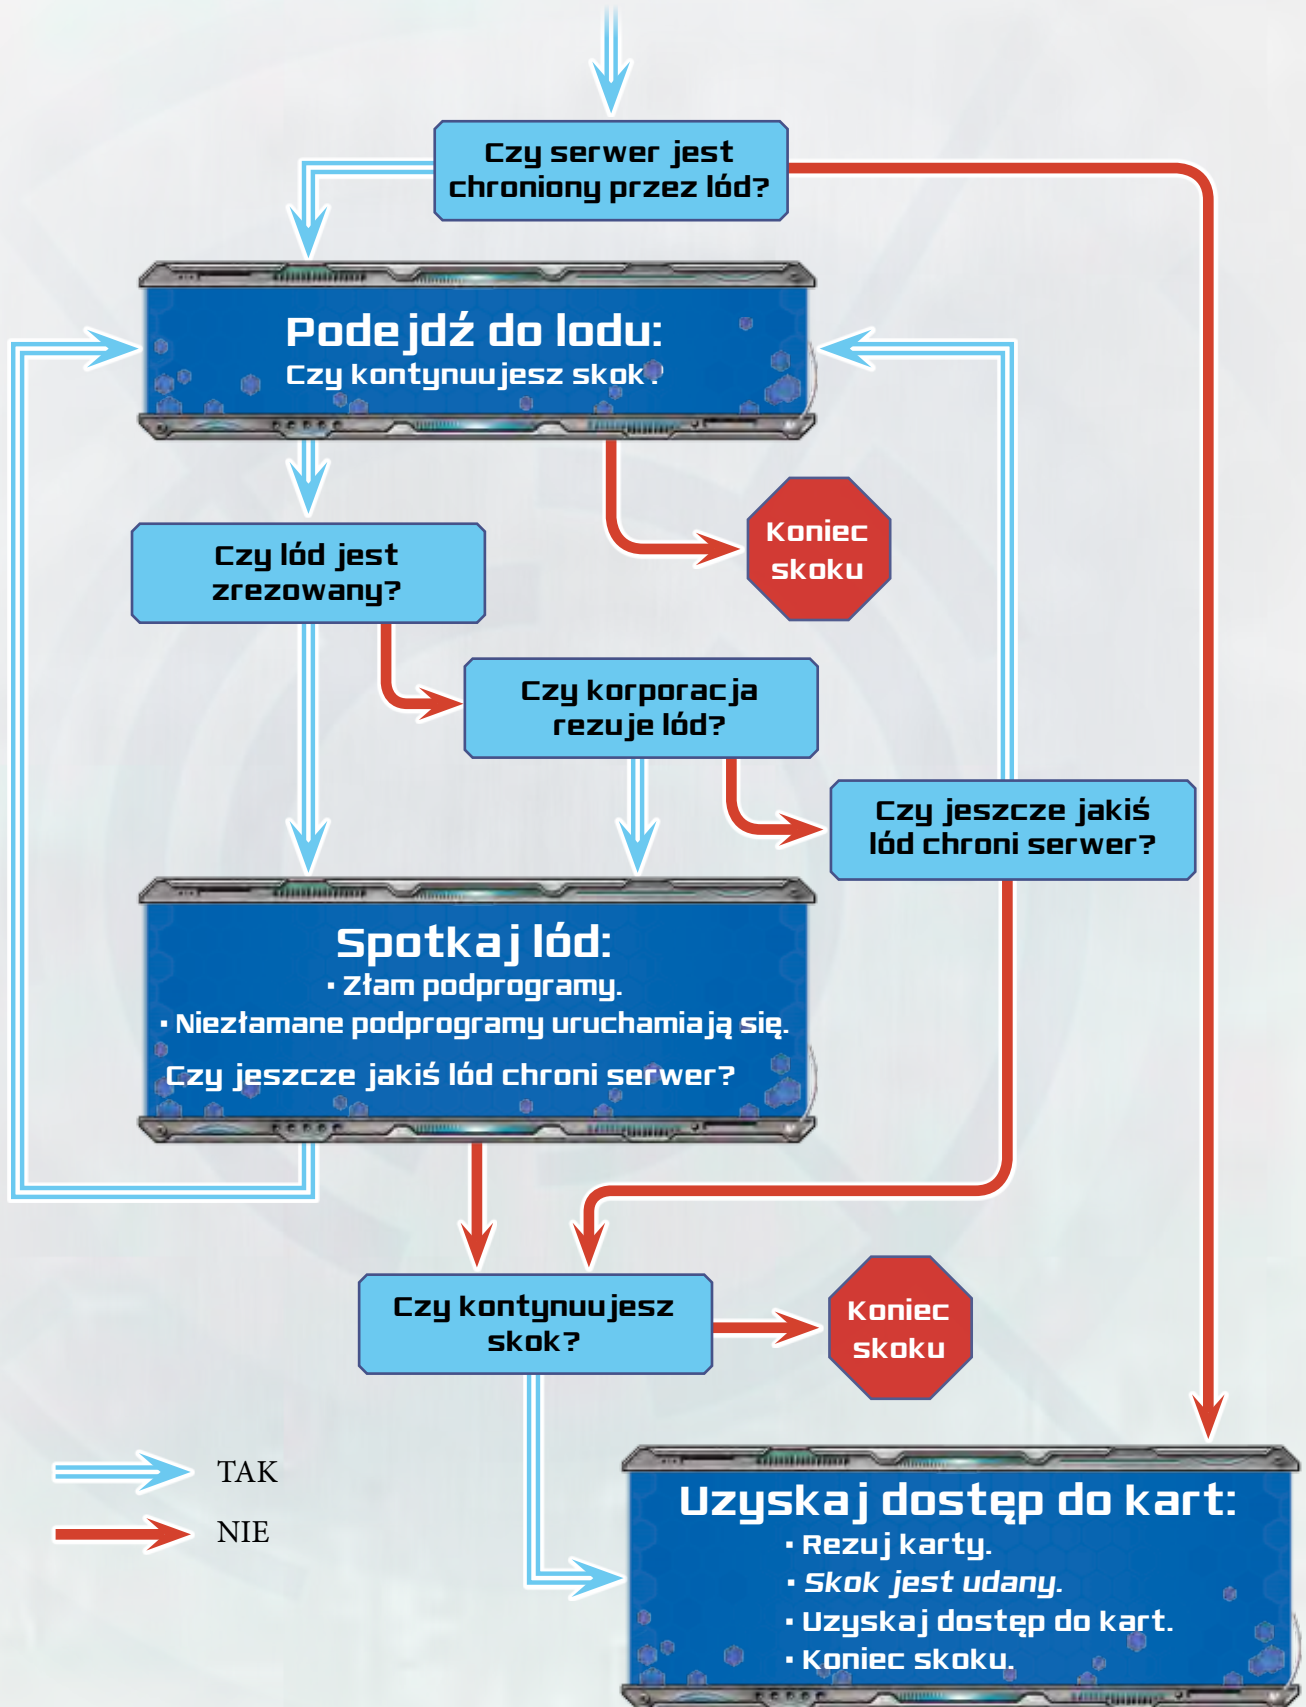 Czy serwer jest
chroniony przez lód?
Podejdź do lodu:
Czy kontynuujesz skok?
Koniec
skoku
Czy lód jest
zrezowany?
Czy korporacja
rezuje lód?
Czy jeszcze jakiś
lód chroni serwer?
Spotkaj lód:
▪ Złam podprogramy.
▪ Niezłamane podprogramy uruchamiają się.
Czy jeszcze jakiś lód chroni serwer?
Czy kontynuujesz
skok?
Koniec
skoku
TAK
NIE
Uzyskaj dostęp do kart:
▪ Rezuj karty.
▪ Skok jest udany.
▪ Uzyskaj dostęp do kart.
▪ Koniec skoku.